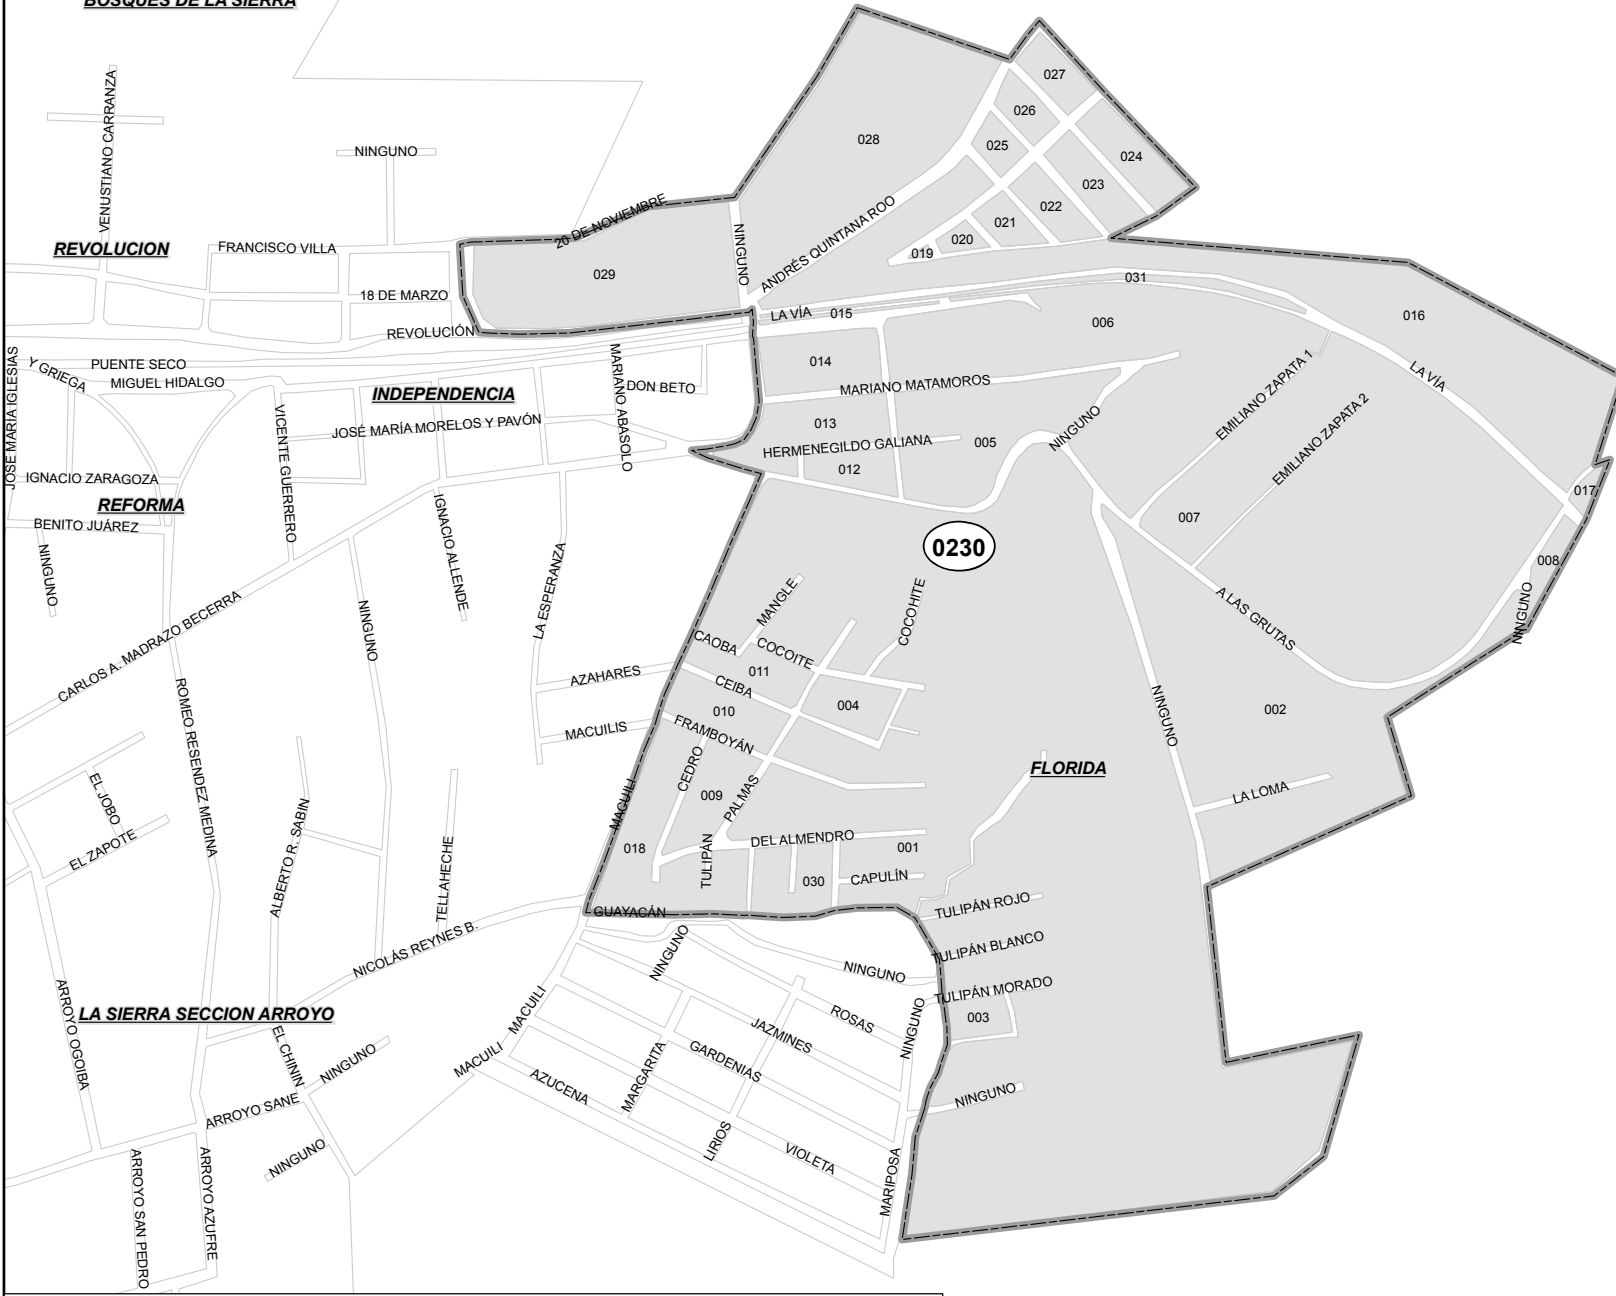 BOSQUES DE LA SIERRA
027
VENUSTIANO CARRANZA
026
028
025
NINGUNO
024
023
20 DE NOVIEMBRE
022
ANDRÉS QUINTANA ROO
021
NINGUNO
020
REVOLUCION
FRANCISCO VILLA
019
029
031
18 DE MARZO
LA VÍA
015
016
006
REVOLUCIÓN
PUENTE SECO
014
EMILIANO ZAPATA 1
LA VÍA
Y GRIEGA
MIGUEL HIDALGO
MARIANO ABASOLO
DON BETO
MARIANO MATAMOROS
JOSÉ MARÍA IGLESIAS
INDEPENDENCIA
VICENTE GUERRERO
JOSÉ MARÍA MORELOS Y PAVÓN
013
NINGUNO
EMILIANO ZAPATA 2
HERMENEGILDO GALIANA
005
012
IGNACIO ZARAGOZA
017
REFORMA
IGNACIO ALLENDE
007
BENITO JUÁREZ
0230
008
NINGUNO
LA ESPERANZA
MANGLE
COCOHITE
CARLOS A. MADRAZO BECERRA
NINGUNO
A LAS GRUTAS
NINGUNO
CAOBA
COCOITE
AZAHARES
011
CEIBA
ROMEO RESENDEZ MEDINA
010
004
NINGUNO
002
MACUILIS
FRAMBOYÁN
CEDRO
FLORIDA
EL JOBO
MACUILI
009
PALMAS
LA LOMA
ALBERTO R. SABIN
EL ZAPOTE
TELLAHECHE
018
TULIPÁN
DEL ALMENDRO
001
030
CAPULÍN
GUAYACÁN
TULIPÁN ROJO
NICOLÁS REYNES B.
NINGUNO
TULIPÁN BLANCO
NINGUNO
TULIPÁN MORADO
ARROYO OGOIBA
LA SIERRA SECCION ARROYO
MACUILI
ROSAS
NINGUNO
003
JAZMINES
EL CHININ
NINGUNO
MACUILI
GARDENIAS
MARGARITA
AZUCENA
NINGUNO
ARROYO SANE
LIRIOS
NINGUNO
VIOLETA
MARIPOSA
ARROYO SAN PEDRO
ARROYO AZUFRE